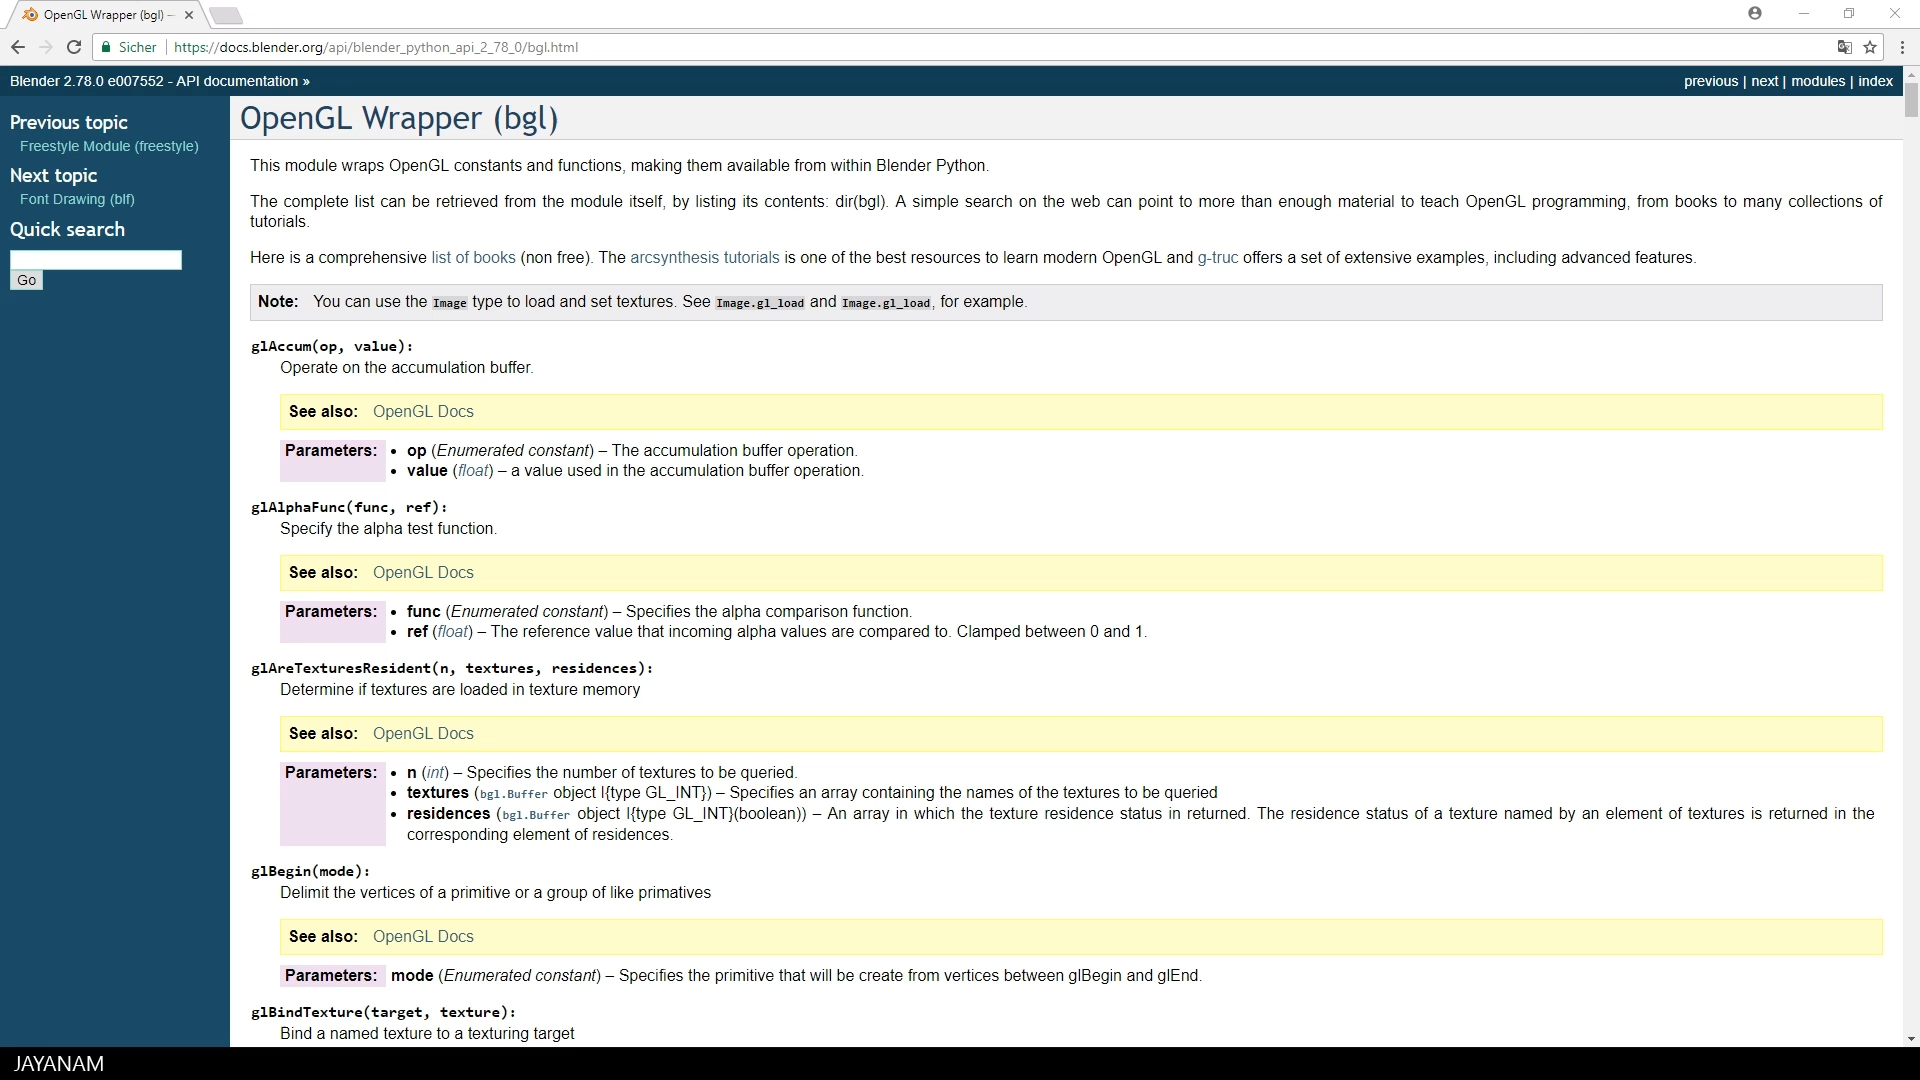 OpenGL Wrapper (bgl) –
Sicher
https://docs.blender.org/api/blender_python_api_2_78_0/bgl.html
Blender 2.78.0 e007552 - API documentation »
previous | next | modules | index
Previous topic
Freestyle Module (freestyle)
Next topic
Font Drawing (blf)
Quick search
Go
OpenGL Wrapper (bgl)
This module wraps OpenGL constants and functions, making them available from within Blender Python.
The complete list can be retrieved from the module itself, by listing its contents: dir(bgl). A simple search on the web can point to more than enough material to teach OpenGL programming, from books to many collections of
tutorials.
Here is a comprehensive list of books (non free). The arcsynthesis tutorials is one of the best resources to learn modern OpenGL and g-truc offers a set of extensive examples, including advanced features.
Note: You can use the Image type to load and set textures. See Image.gl_load and Image.gl_load, for example.
glAccum(op, value):
Operate on the accumulation buffer.
See also: OpenGL Docs
Parameters: • op (Enumerated constant) – The accumulation buffer operation.
• value (float) – a value used in the accumulation buffer operation.
glAlphaFunc(func, ref):
Specify the alpha test function.
See also: OpenGL Docs
Parameters: • func (Enumerated constant) – Specifies the alpha comparison function.
• ref (float) – The reference value that incoming alpha values are compared to. Clamped between 0 and 1.
glAreTexturesResident(n, textures, residences):
Determine if textures are loaded in texture memory
See also: OpenGL Docs
Parameters: • n (int) – Specifies the number of textures to be queried.
• textures (bgl.Buffer object I{type GL_INT}) – Specifies an array containing the names of the textures to be queried
• residences (bgl.Buffer object I{type GL_INT}(boolean)) – An array in which the texture residence status in returned. The residence status of a texture named by an element of textures is returned in the
corresponding element of residences.
glBegin(mode):
Delimit the vertices of a primitive or a group of like primatives
See also: OpenGL Docs
Parameters: mode (Enumerated constant) – Specifies the primitive that will be create from vertices between glBegin and glEnd.
glBindTexture(target, texture):
Bind a named texture to a texturing target
JAYANAM